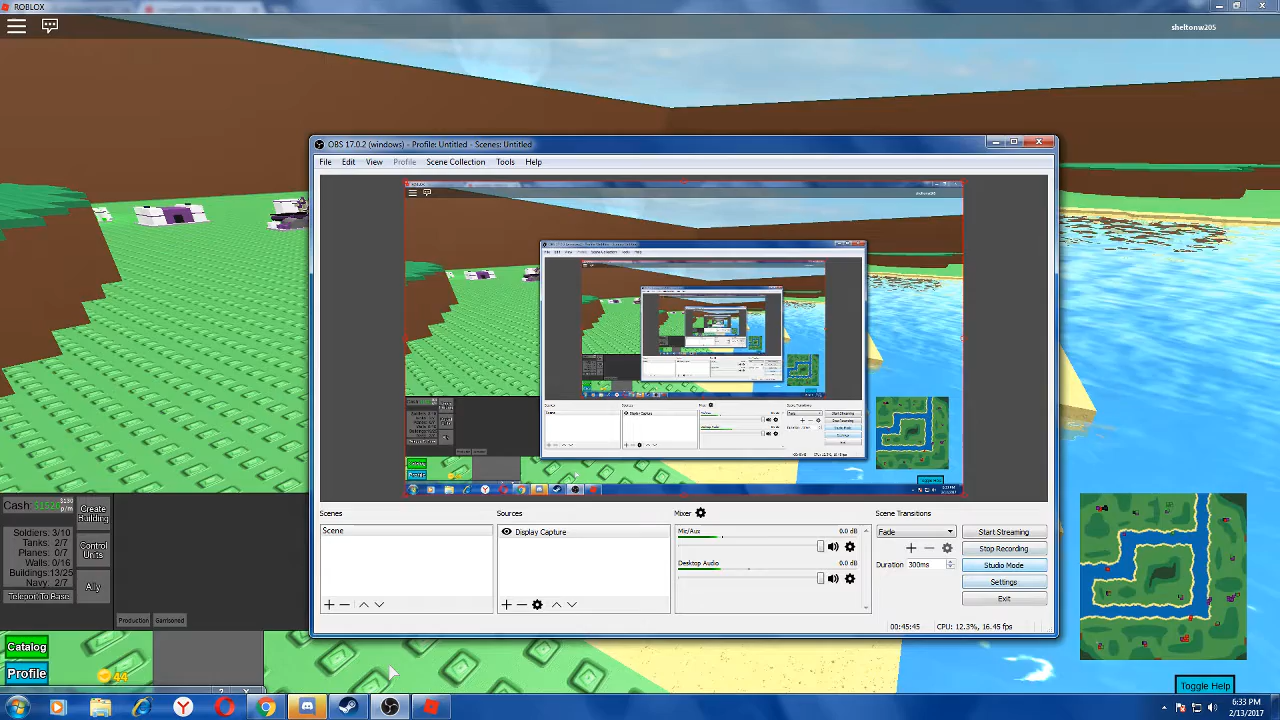 ROBLOX
sheltonw205
OBS 17.0.2 (windows) - Profile: Untitled - Scenes: Untitled
File Edit View Profile Scene Collection Tools Help
Scenes
Sources
Mixer
Scene Transitions
Scene
Display Capture
Mic/Aux
0.0 dB
Fade
Start Streaming
Stop Recording
Desktop Audio
0.0 dB
Duration
300ms
Studio Mode
Settings
Exit
00:45:45
CPU: 12.3%, 16.45 fps
Cash:
$130
p/m
Create
Building
Soldiers: 3/10
Tanks: 2/7
Planes: 0/7
Walls: 0/16
Buildings:13/25
Navy: 2/7
Control
Units
Ally
Teleport To Base
Production
Garrisoned
Catalog
Profile
44
Toggle Help
6:33 PM
2/13/2017